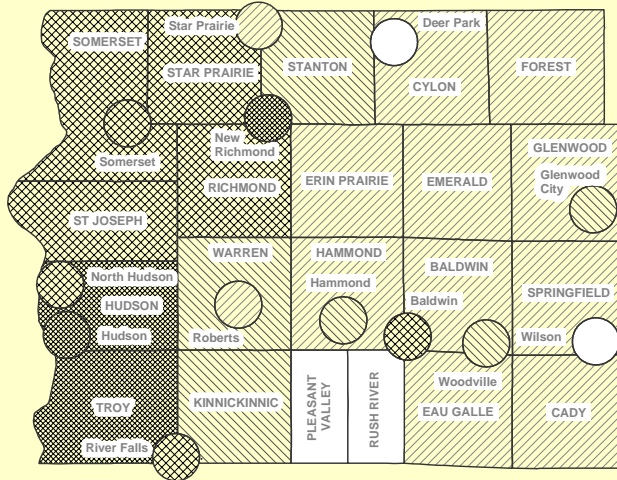 Star Prairie
Deer Park
SOMERSET
STAR PRAIRIE
STANTON
CYLON
FOREST
New
Richmond
Somerset
GLENWOOD
Glenwood
City
RICHMOND
ERIN PRAIRIE
EMERALD
ST JOSEPH
WARREN
HAMMOND
BALDWIN
North Hudson
Hammond
SPRINGFIELD
HUDSON
Baldwin
Hudson
Roberts
Wilson
Woodville
TROY
KINNICKINNIC
PLEASANT
VALLEY
RUSH RIVER
EAU GALLE
CADY
River Falls